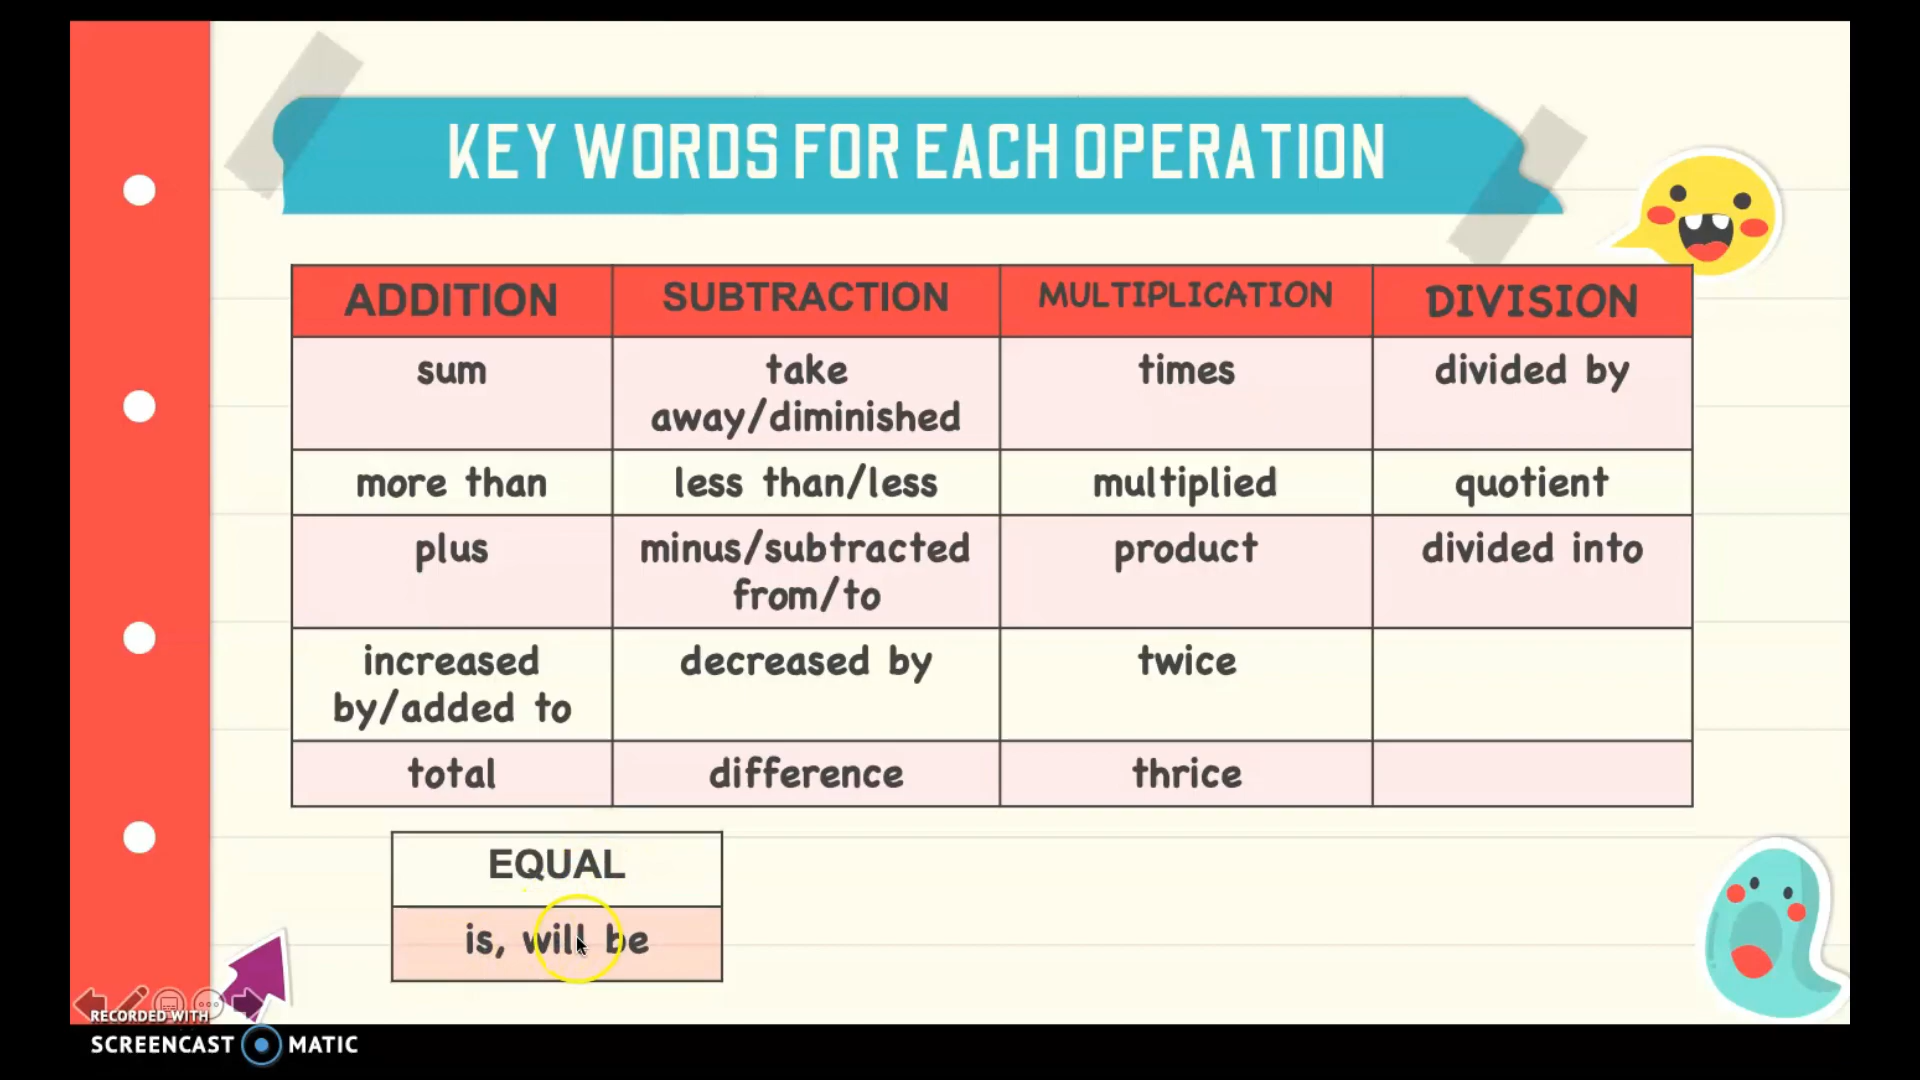 KEY WORDS FOR EACH OPERATION
ADDITION SUBTRACTION MULTIPLICATION DIVISION
sum take away/diminished times divided by
more than less than/less multiplied quotient
plus minus/subtracted from/to product divided into
increased by/added to decreased by twice
total difference thrice
EQUAL
is, will be
RECORDED WITH
SCREENCAST MATIC